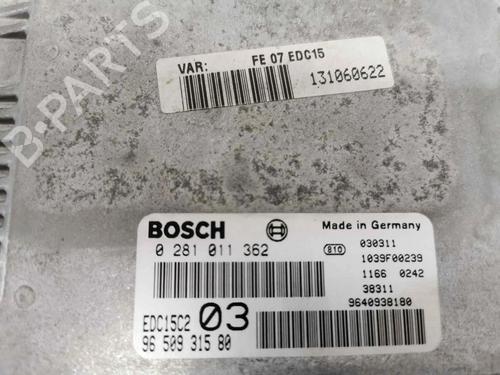 B-PARTS
VAR: FE 07 EDC15
131060622
BOSCH
Made in Germany
0 281 011 362
810
030311
1039F00239
1166 0242
38311
9640938180
EDC15C2 03
96 509 315 80